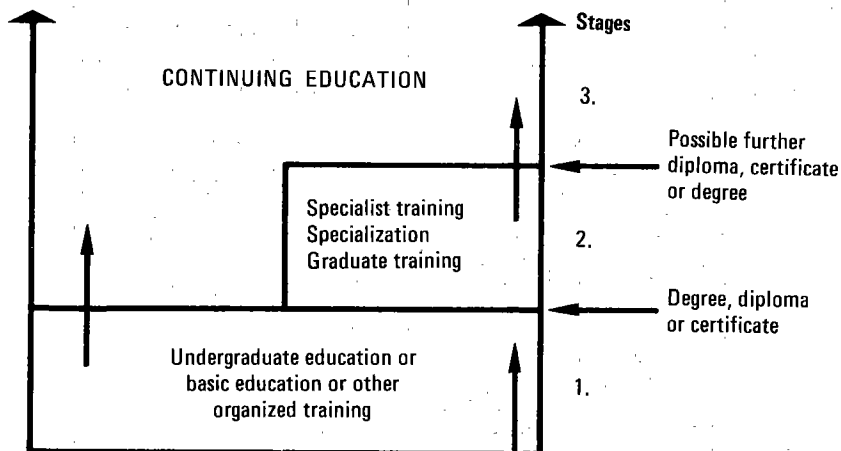 Stages
CONTINUING EDUCATION
3.
Possible further
diploma, certificate
or degree
Specialist training
Specialization
Graduate training
2.
Degree, diploma
or certificate
Undergraduate education or
basic education or other
organized training
1.